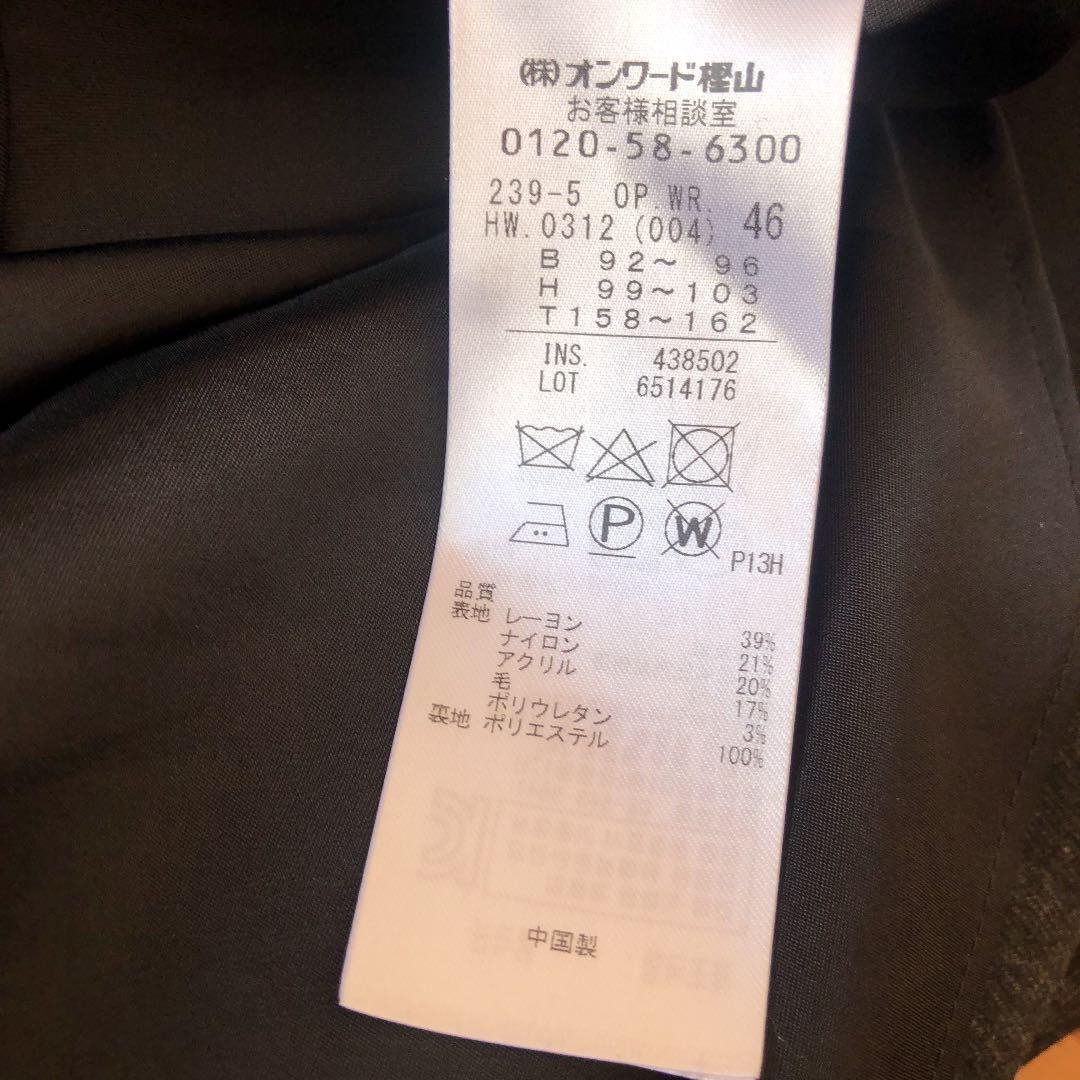 (株)オンワード樫山
お客様相談室
0120-58-6300
239-5 OP.WR. 46
HW.0312 (004)
B 92～ 96
H 99～103
T158～162
INS. 438502
LOT 6514176
P
W
P13H
品質
表地 レーヨン 39%
ナイロン 21%
アクリル 20%
毛 17%
ポリウレタン 3%
裏地 ポリエステル 100%
中国製